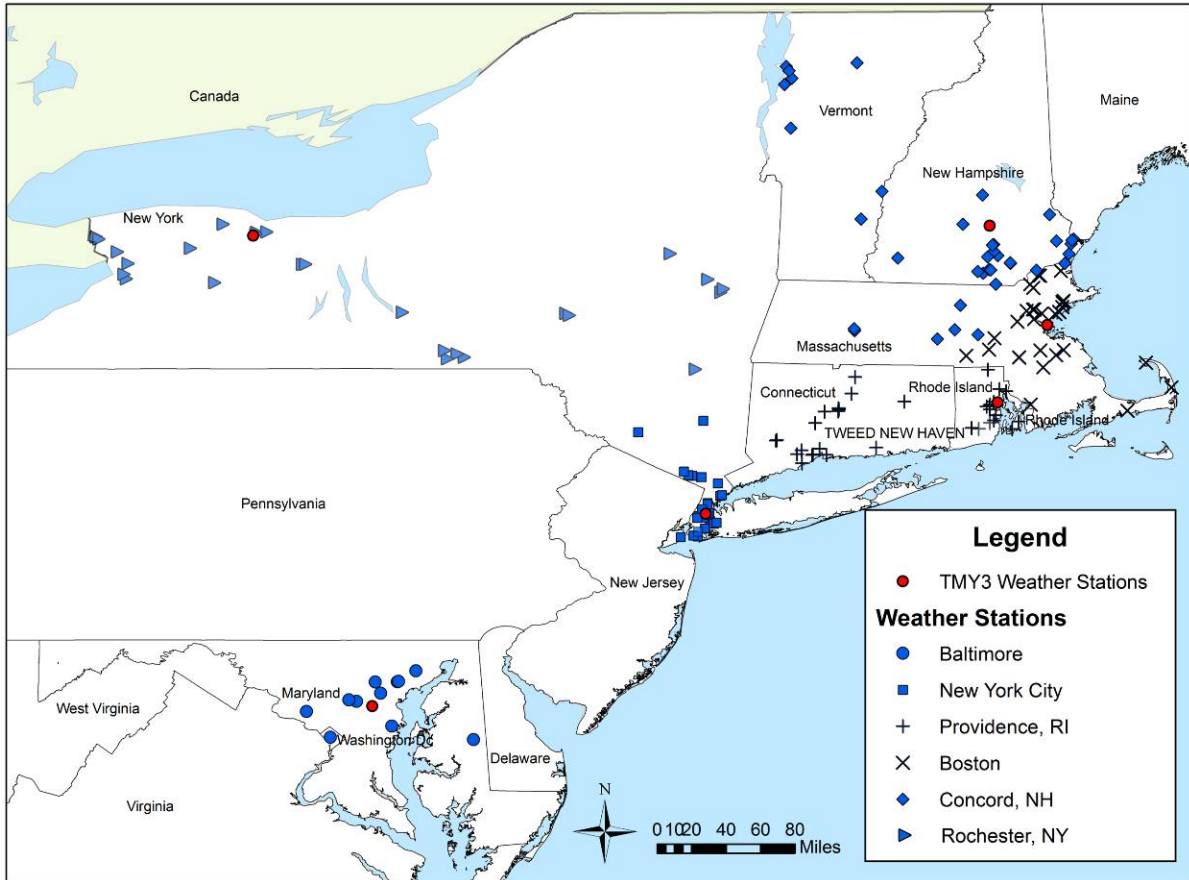 Canada
Maine
Vermont
New Hampshire
New York
Massachusetts
Connecticut
Rhode Island
Rhode Island
TWEED NEW HAVEN
Pennsylvania
New Jersey
Maryland
West Virginia
Washington Dc
Delaware
Virginia
N
0 10 20 40 60 80
Miles
Legend
TMY3 Weather Stations
Weather Stations
Baltimore
New York City
Providence, RI
Boston
Concord, NH
Rochester, NY